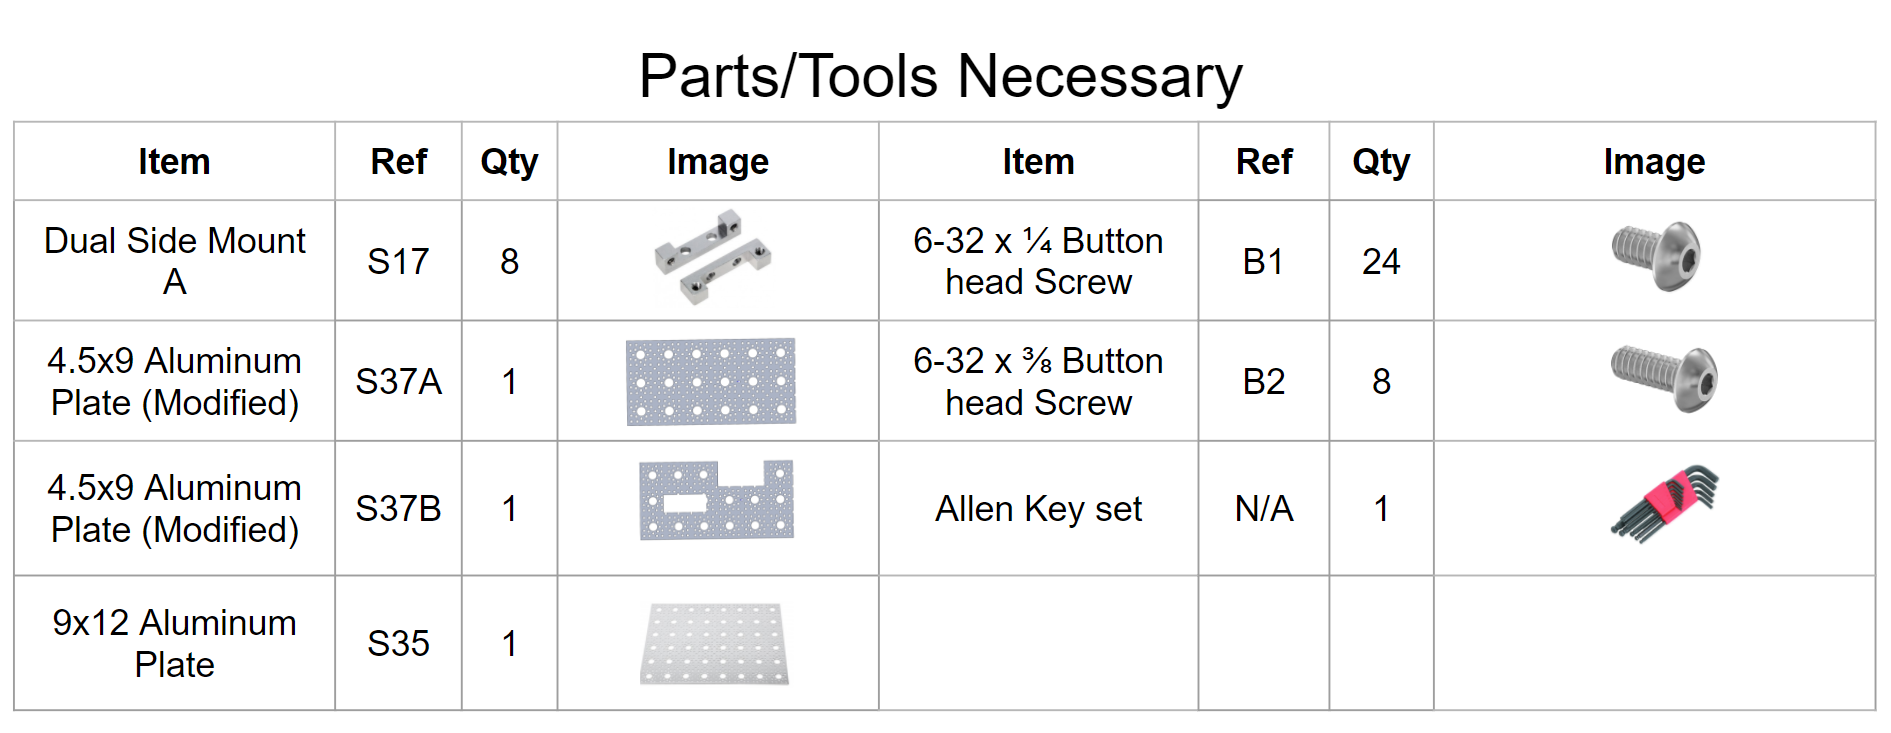 Parts/Tools Necessary
Item Ref Qty Image Item Ref Qty Image
Dual Side Mount
A
S17 8
6-32 x ¼ Button
head Screw
B1 24
4.5x9 Aluminum
Plate (Modified)
S37A 1
6-32 x ⅜ Button
head Screw
B2 8
4.5x9 Aluminum
Plate (Modified)
S37B 1
Allen Key set N/A 1
9x12 Aluminum
Plate
S35 1